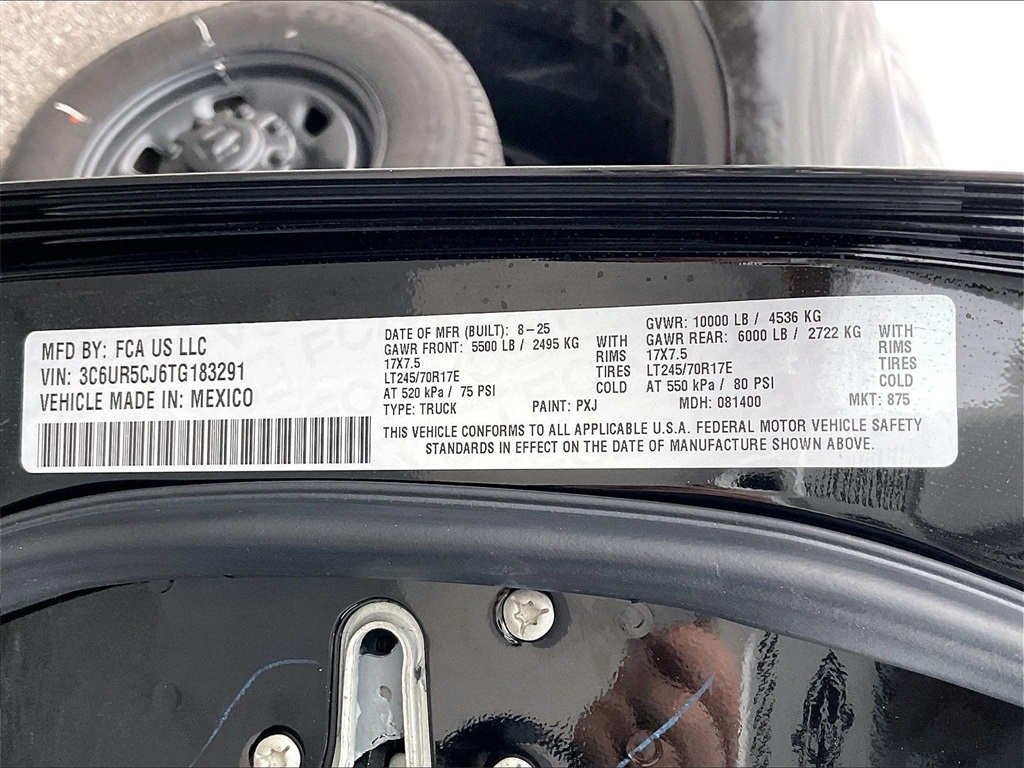 MFD BY: FCA US LLC
VIN: 3C6UR5CJ6TG183291
VEHICLE MADE IN: MEXICO
DATE OF MFR (BUILT): 8-25
GAWR FRONT: 5500 LB / 2495 KG WITH
17X7.5 RIMS
LT245/70R17E TIRES
AT 520 kPa / 75 PSI COLD
GVWR: 10000 LB / 4536 KG
GAWR REAR: 6000 LB / 2722 KG WITH
17X7.5 RIMS
LT245/70R17E TIRES
AT 550 kPa / 80 PSI COLD
TYPE: TRUCK PAINT: PXJ MDH: 081400 MKT: 875
THIS VEHICLE CONFORMS TO ALL APPLICABLE U.S.A. FEDERAL MOTOR VEHICLE SAFETY
STANDARDS IN EFFECT ON THE DATE OF MANUFACTURE SHOWN ABOVE.